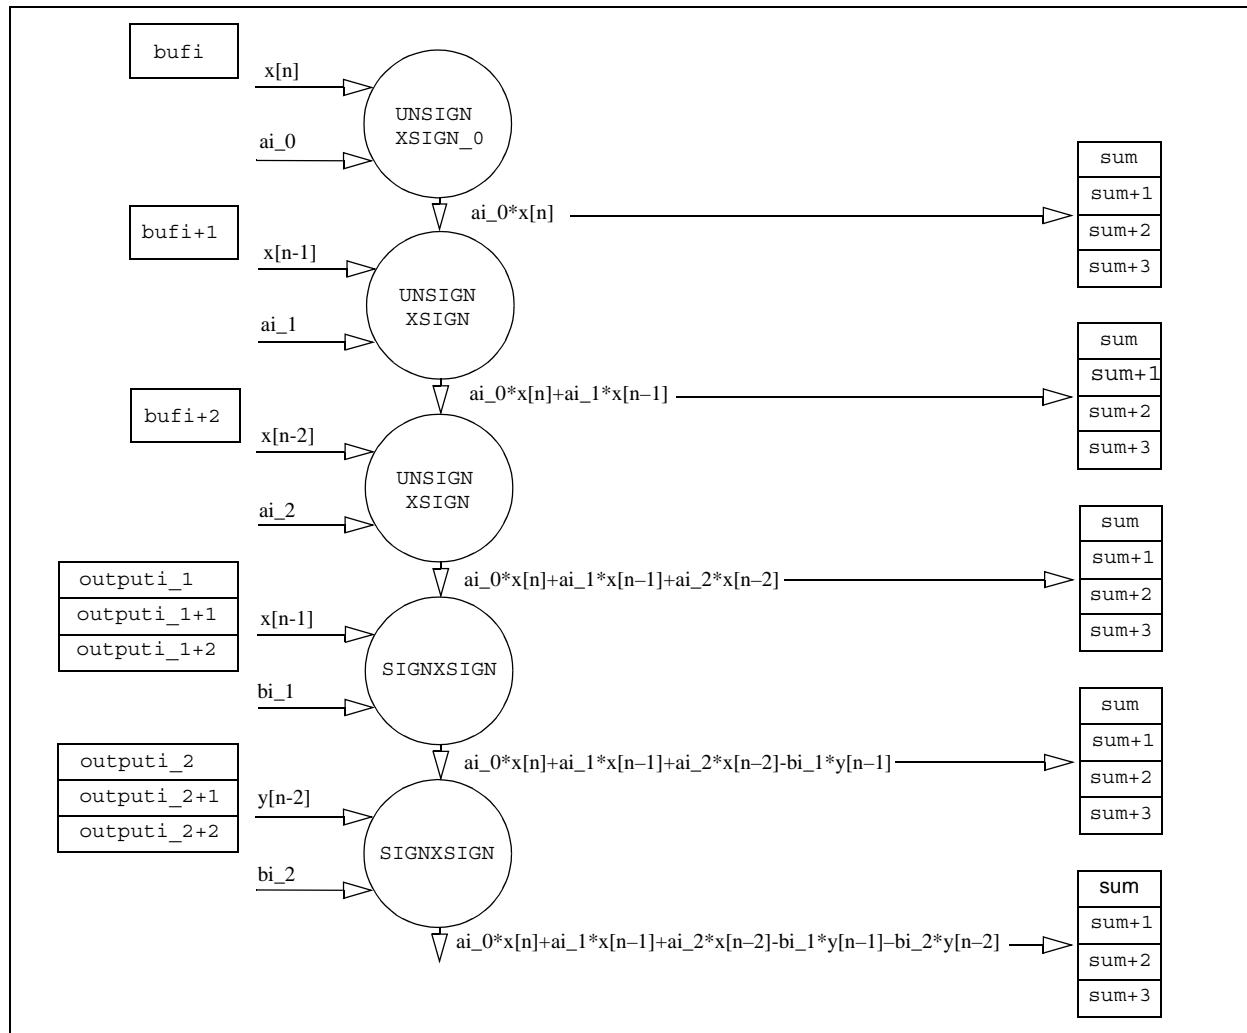 bufi
x[n]
UNSIGN
XSIGN_0
ai_0
sum
sum+1
sum+2
sum+3
ai_0*x[n]
bufi+1
x[n-1]
UNSIGN
XSIGN
ai_1
sum
sum+1
sum+2
sum+3
ai_0*x[n]+ai_1*x[n–1]
bufi+2
x[n-2]
UNSIGN
XSIGN
ai_2
sum
sum+1
sum+2
sum+3
ai_0*x[n]+ai_1*x[n–1]+ai_2*x[n–2]
outputi_1
outputi_1+1
outputi_1+2
x[n-1]
SIGNXSIGN
bi_1
sum
sum+1
sum+2
sum+3
ai_0*x[n]+ai_1*x[n–1]+ai_2*x[n–2]-bi_1*y[n–1]
outputi_2
outputi_2+1
outputi_2+2
y[n-2]
SIGNXSIGN
bi_2
sum
sum+1
sum+2
sum+3
ai_0*x[n]+ai_1*x[n–1]+ai_2*x[n–2]-bi_1*y[n–1]–bi_2*y[n–2]